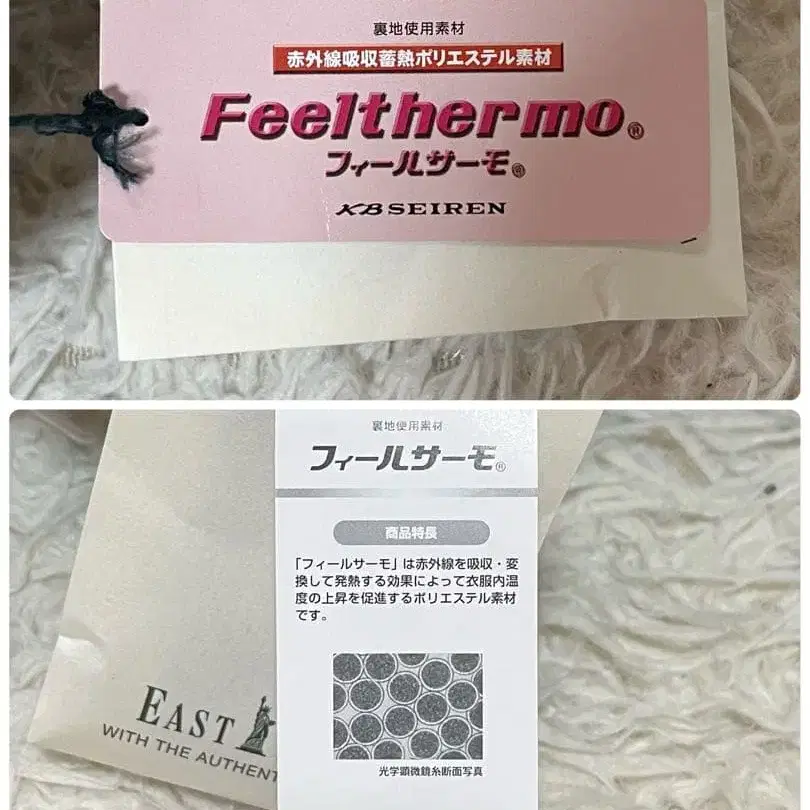 裏地使用素材
赤外線吸収蓄熱ポリエステル素材
Feelthermo®
フィールサーモ®
KB SEIREN
裏地使用素材
フィールサーモ®
商品特長
「フィールサーモ」は赤外線を吸収・変
換して発熱する効果によって衣服内温
度の上昇を促進するポリエステル素材
です。
光学顕微鏡糸断面写真
EAST
WITH THE AUTHENT